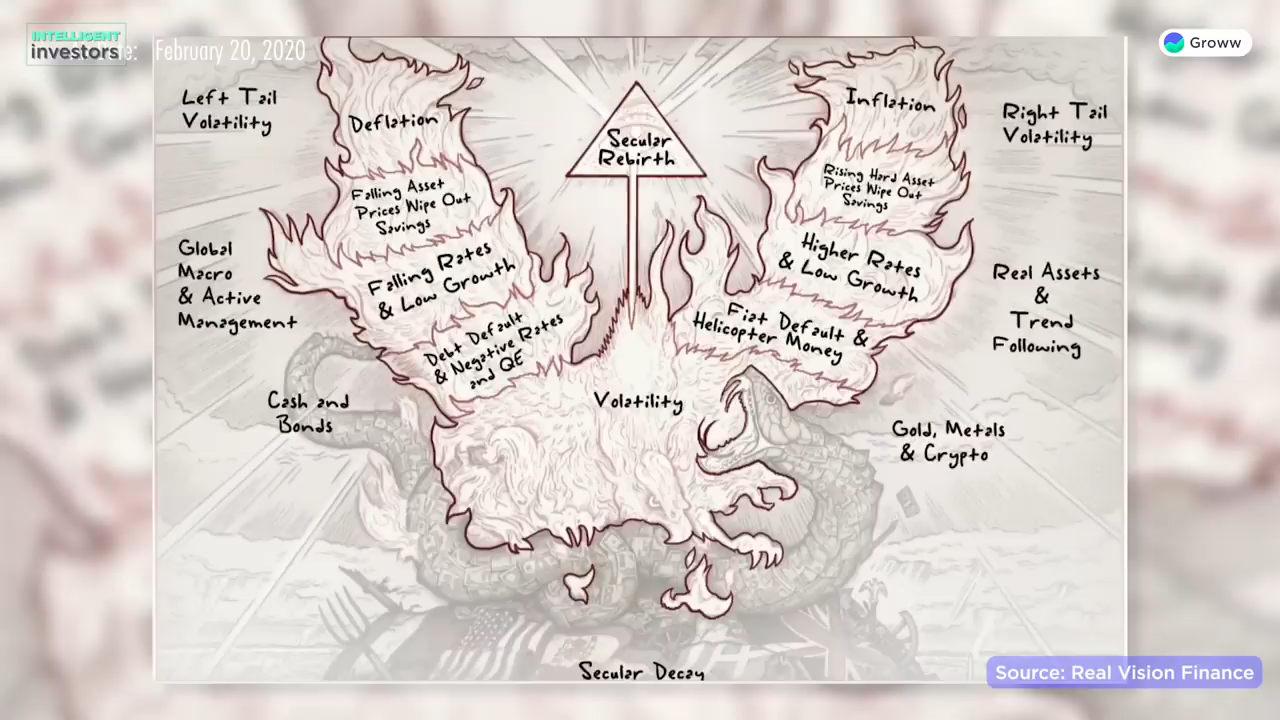 INTELLIGENT
investors
February 20, 2020
Groww
Left Tail
Volatility
Deflation
Falling Asset
Prices Wipe Out
Savings
Falling Rates
& Low Growth
Debt Default
& Negative Rates
and QE
Global
Macro
& Active
Management
Cash and
Bonds
Secular
Rebirth
Volatility
Inflation
Rising Hard Asset
Prices Wipe Out
Savings
Higher Rates
& Low Growth
Fiat Default &
Helicopter Money
Right Tail
Volatility
Real Assets
&
Trend
Following
Gold, Metals
& Crypto
Secular Decay
Source: Real Vision Finance